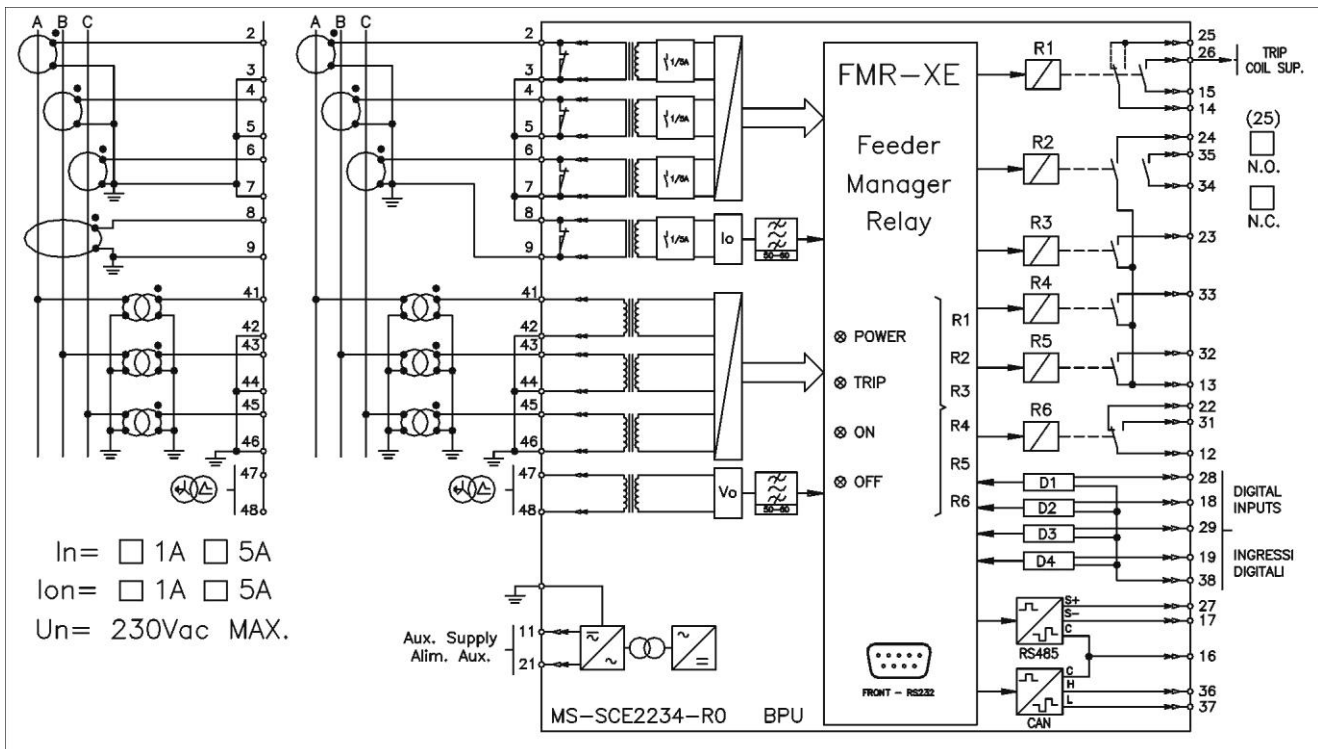 A B C
2
3
4
5
6
7
8
9
41
42
43
44
45
46
47
48
In= 1A 5A
Ion= 1A 5A
Un= 230Vac MAX.
A B C
2
3
4
5
6
7
8
9
41
42
43
44
45
46
47
48
Aux. Supply
Alim. Aux.
11
21
1/5A
1/5A
1/5A
1/5A
Io
50-60
Vo
50-60
MS-SCE2234-R0 BPU
FMR-XE
Feeder
Manager
Relay
POWER
TRIP
ON
OFF
R1
R2
R3
R4
R5
R6
FRONT - RS232
R1
R2
R3
R4
R5
R6
D1
D2
D3
D4
S+
S-
C
RS485
C
H
L
CAN
25
26
15
14
24
35
34
23
33
32
13
22
31
12
28
18
29
19
38
27
17
16
36
37
TRIP
COIL SUP.
(25)
N.O.
N.C.
DIGITAL
INPUTS
INGRESSI
DIGITALI